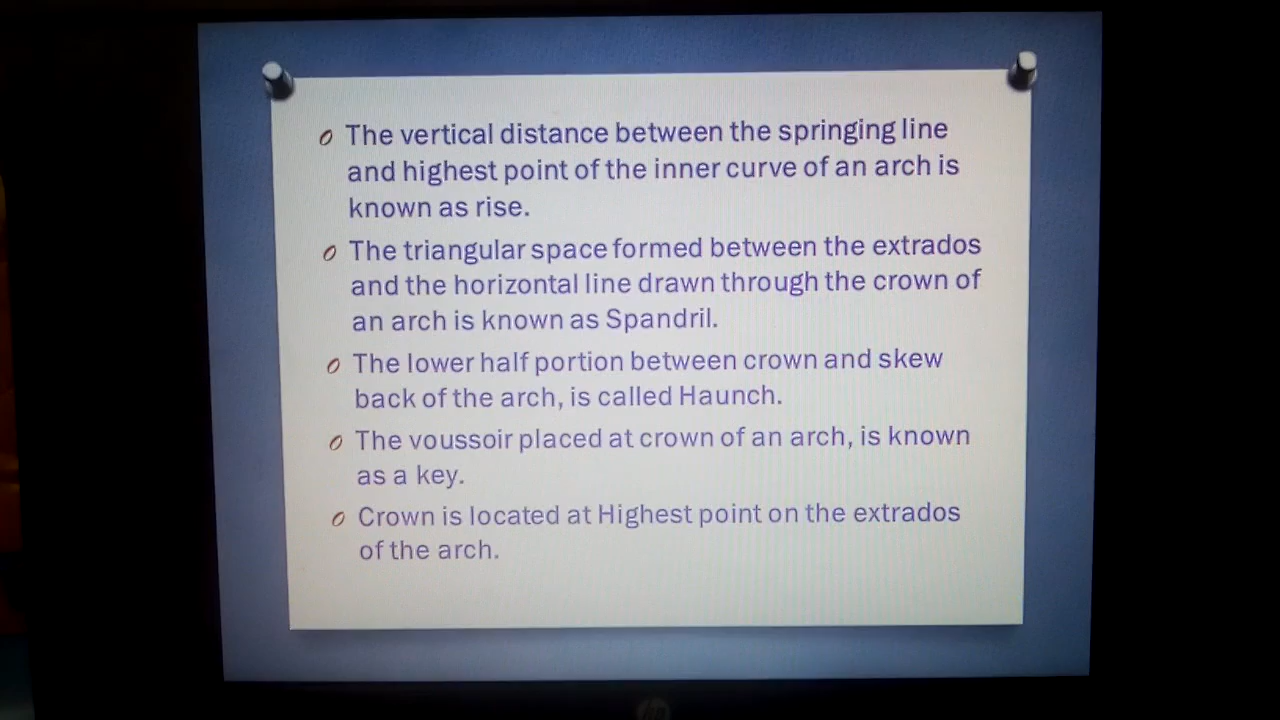 The vertical distance between the springing line
and highest point of the inner curve of an arch is
known as rise.
The triangular space formed between the extrados
and the horizontal line drawn through the crown of
an arch is known as Spandril.
The lower half portion between crown and skew
back of the arch, is called Haunch.
The voussoir placed at crown of an arch, is known
as a key.
Crown is located at Highest point on the extrados
of the arch.
hp